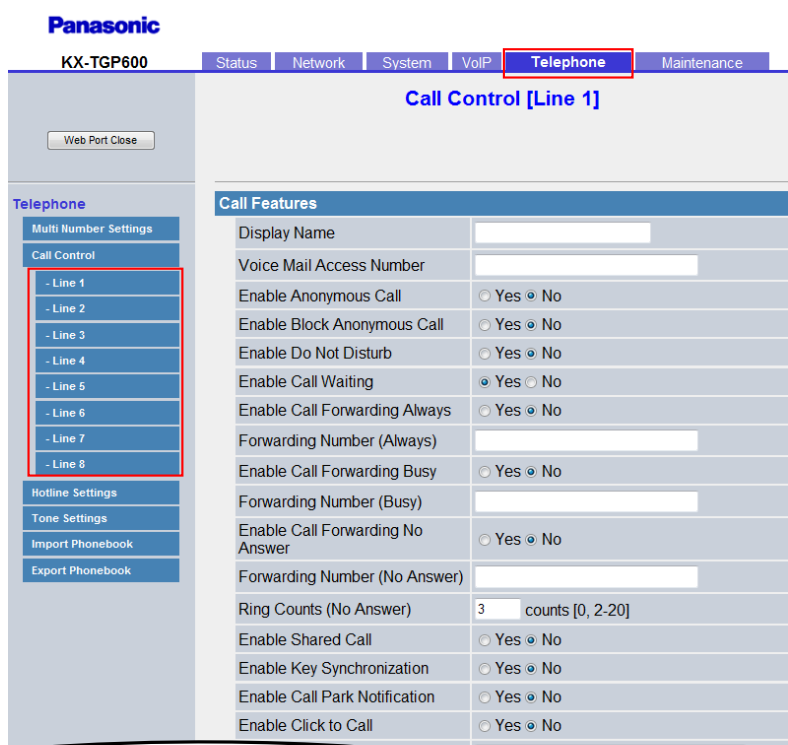 Panasonic
KX-TGP600
Status Network System VoIP Telephone Maintenance
Call Control [Line 1]
Web Port Close
Telephone
Multi Number Settings
Call Control
- Line 1
- Line 2
- Line 3
- Line 4
- Line 5
- Line 6
- Line 7
- Line 8
Hotline Settings
Tone Settings
Import Phonebook
Export Phonebook
Call Features
Display Name
Voice Mail Access Number
Enable Anonymous Call Yes No
Enable Block Anonymous Call Yes No
Enable Do Not Disturb Yes No
Enable Call Waiting Yes No
Enable Call Forwarding Always Yes No
Forwarding Number (Always)
Enable Call Forwarding Busy Yes No
Forwarding Number (Busy)
Enable Call Forwarding No
Answer Yes No
Forwarding Number (No Answer)
Ring Counts (No Answer) 3 counts [0, 2-20]
Enable Shared Call Yes No
Enable Key Synchronization Yes No
Enable Call Park Notification Yes No
Enable Click to Call Yes No